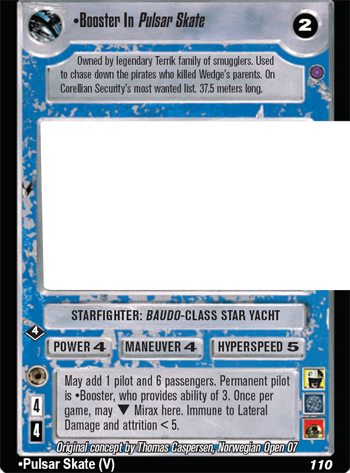 •Booster In Pulsar Skate
2
Owned by legendary Terrik family of smugglers. Used
to chase down the pirates who killed Wedge's parents. On
Corellian Security's most wanted list. 37.5 meters long.
STARFIGHTER: BAUDO-CLASS STAR YACHT
4
POWER 4 MANEUVER 4 HYPERSPEED 5
May add 1 pilot and 6 passengers. Permanent pilot
is •Booster, who provides ability of 3. Once per
game, may ▼ Mirax here. Immune to Lateral
Damage and attrition < 5.
4
4
Original concept by Thomas Caspersen, Norwegian Open 07
•Pulsar Skate (V) 110